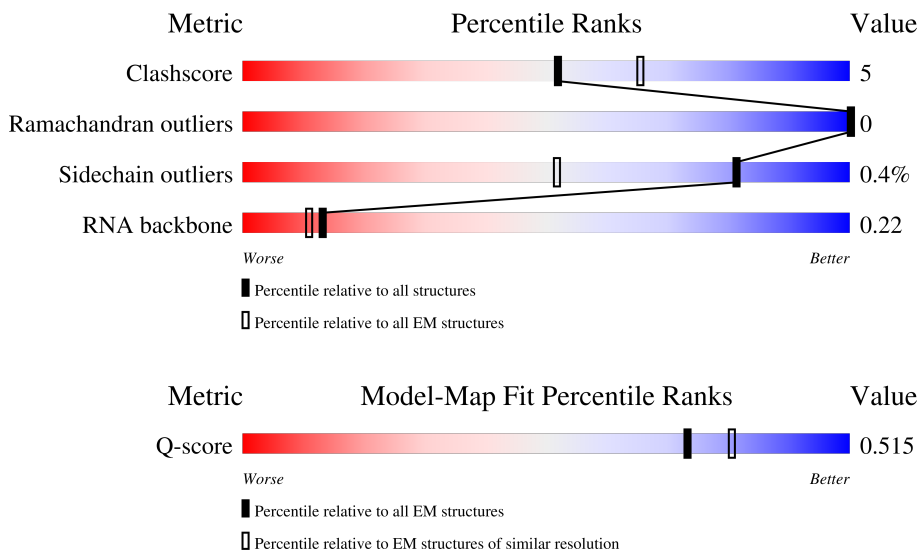 Metric Percentile Ranks Value
Clashscore 5
Ramachandran outliers 0
Sidechain outliers 0.4%
RNA backbone 0.22
Worse Better
Percentile relative to all structures
Percentile relative to all EM structures
Metric Model-Map Fit Percentile Ranks Value
Q-score 0.515
Worse Better
Percentile relative to all EM structures
Percentile relative to EM structures of similar resolution